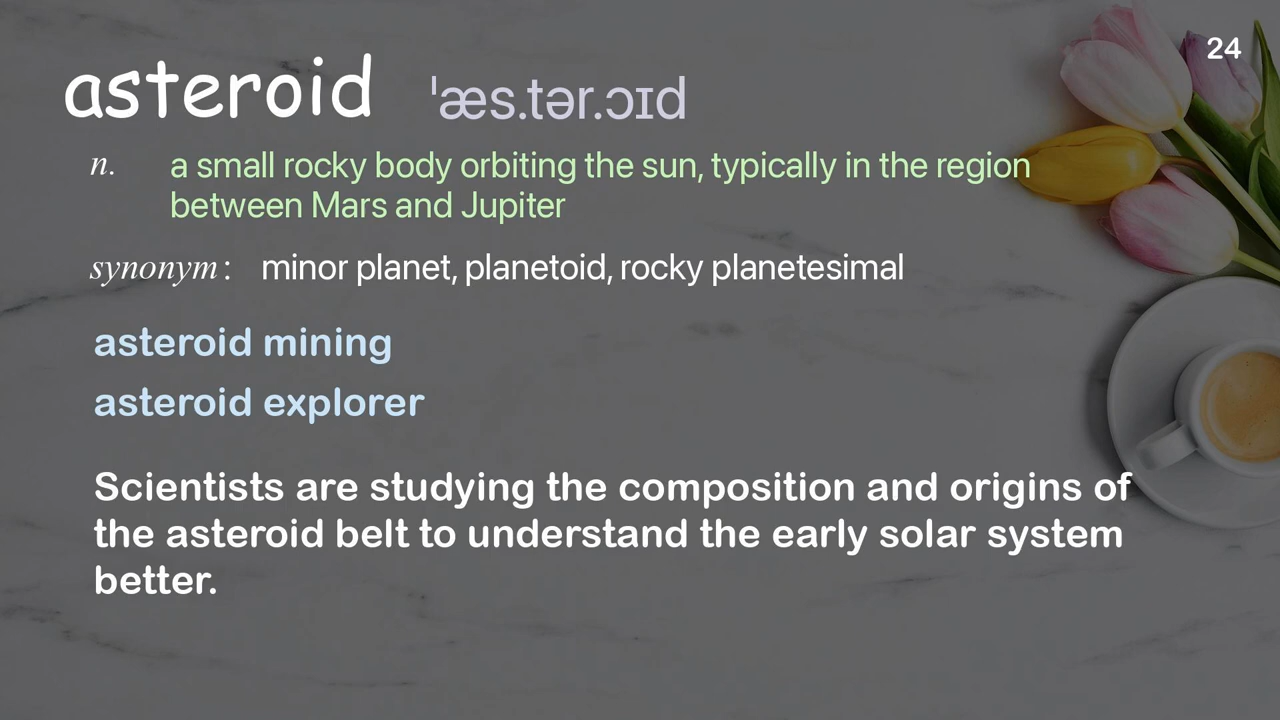 24
asteroid ˈæs.tər.ɔɪd
n. a small rocky body orbiting the sun, typically in the region
between Mars and Jupiter
synonym: minor planet, planetoid, rocky planetesimal
asteroid mining
asteroid explorer
Scientists are studying the composition and origins of
the asteroid belt to understand the early solar system
better.